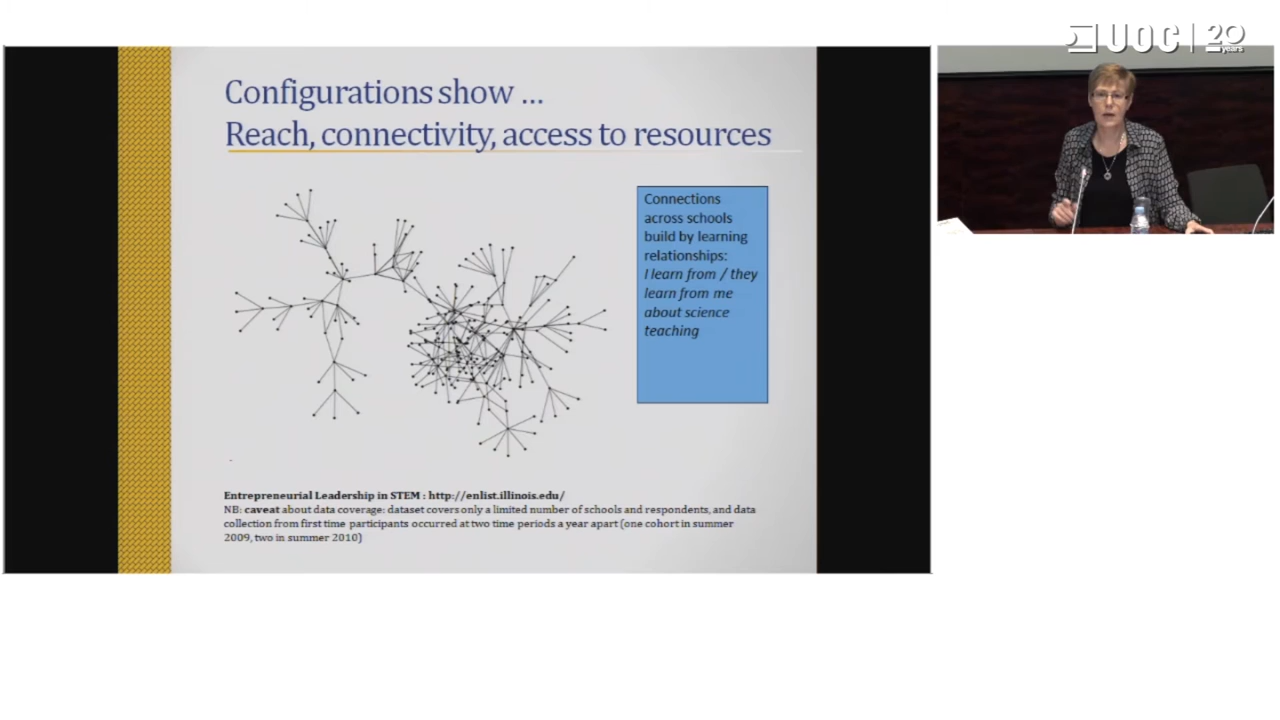 UOC | 20
years
Configurations show ...
Reach, connectivity, access to resources
Connections
across schools
build by learning
relationships:
I learn from / they
learn from me
about science
teaching
Entrepreneurial Leadership in STEM : http://enlist.illinois.edu/
NB: caveat about data coverage: dataset covers only a limited number of schools and respondents, and data
collection from first time participants occurred at two time periods a year apart (one cohort in summer
2009, two in summer 2010)